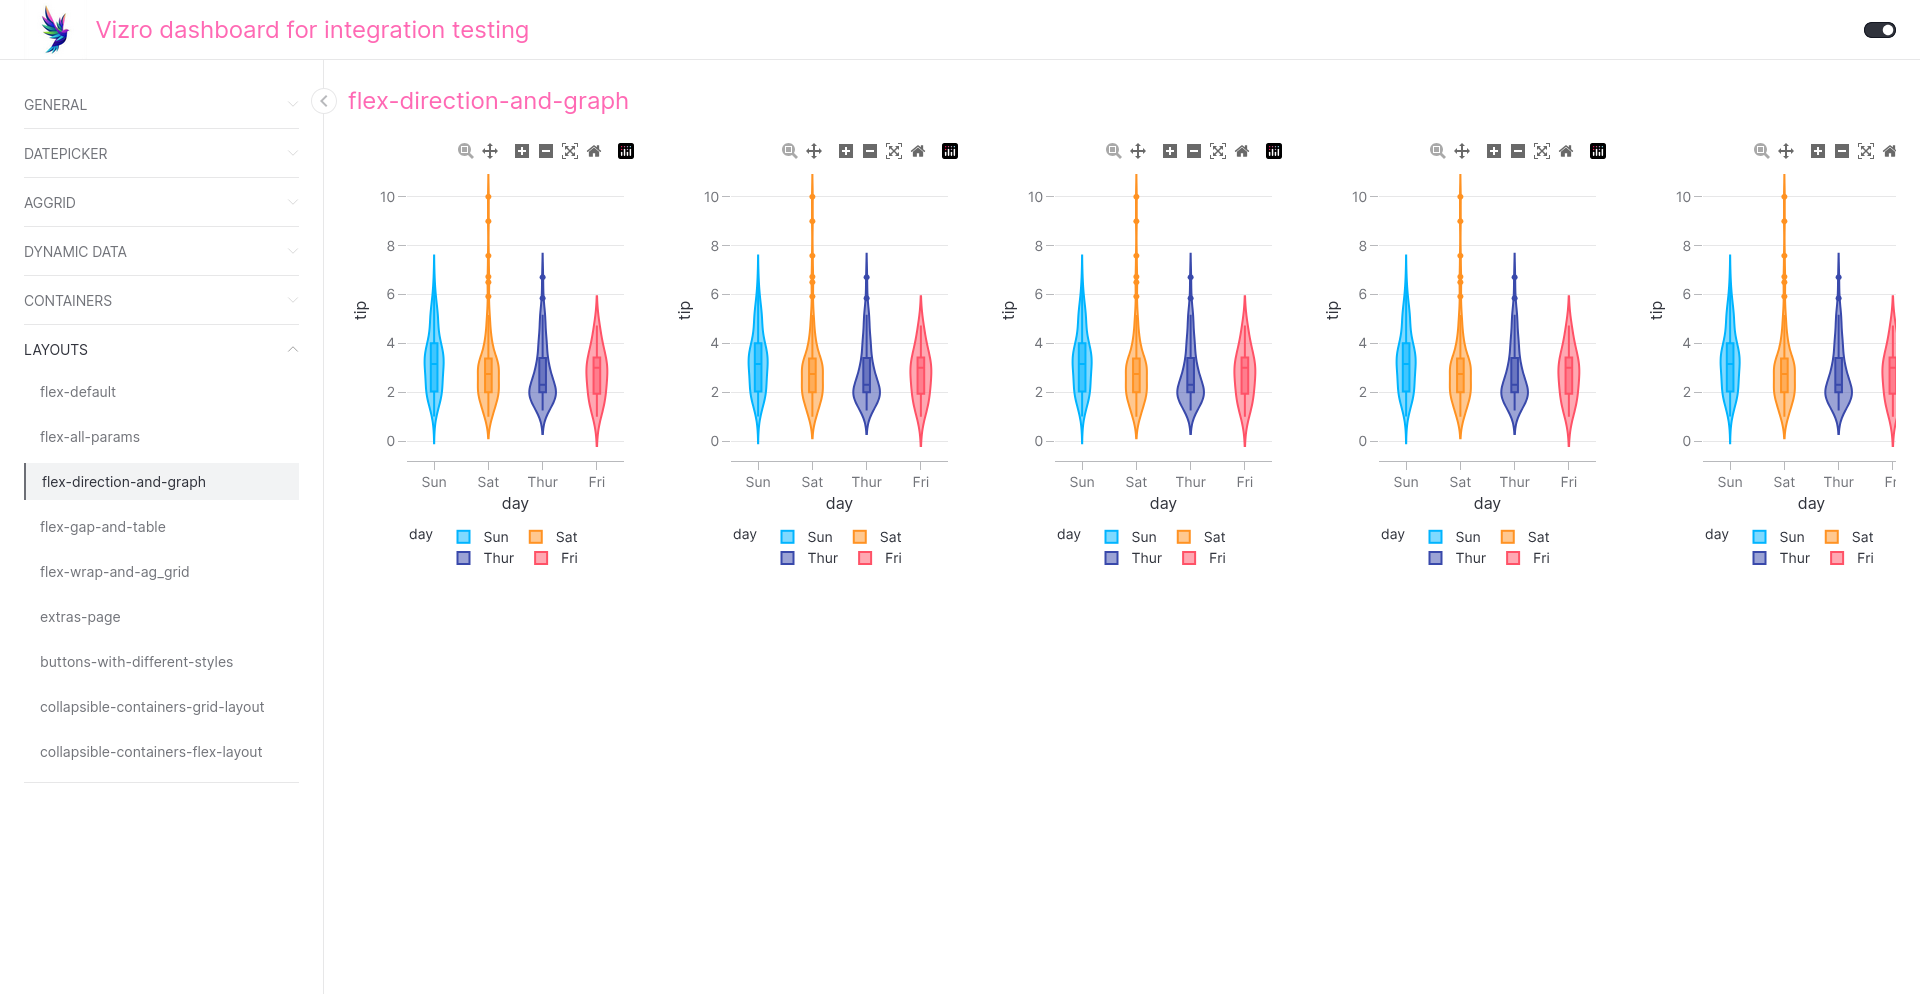 Vizro dashboard for integration testing
GENERAL
DATEPICKER
AGGRID
DYNAMIC DATA
CONTAINERS
LAYOUTS
flex-default
flex-all-params
flex-direction-and-graph
flex-gap-and-table
flex-wrap-and-ag_grid
extras-page
buttons-with-different-styles
collapsible-containers-grid-layout
collapsible-containers-flex-layout
flex-direction-and-graph
10
8
6
4
2
0
tip
Sun Sat Thur Fri
day
day Sun Sat
Thur Fri
10
8
6
4
2
0
tip
Sun Sat Thur Fri
day
day Sun Sat
Thur Fri
10
8
6
4
2
0
tip
Sun Sat Thur Fri
day
day Sun Sat
Thur Fri
10
8
6
4
2
0
tip
Sun Sat Thur Fri
day
day Sun Sat
Thur Fri
10
8
6
4
2
0
tip
Sun Sat Thur Fr
day
day Sun Sat
Thur Fri